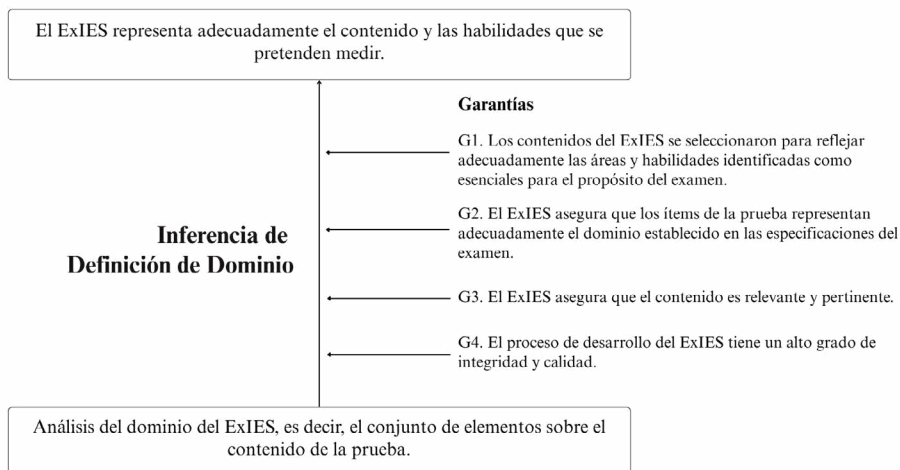 El ExIES representa adecuadamente el contenido y las habilidades que se
pretenden medir.
Garantías
G1. Los contenidos del ExIES se seleccionaron para reflejar
adecuadamente las áreas y habilidades identificadas como
esenciales para el propósito del examen.
G2. El ExIES asegura que los ítems de la prueba representan
adecuadamente el dominio establecido en las especificaciones del
examen.
Inferencia de
Definición de Dominio
G3. El ExIES asegura que el contenido es relevante y pertinente.
G4. El proceso de desarrollo del ExIES tiene un alto grado de
integridad y calidad.
Análisis del dominio del ExIES, es decir, el conjunto de elementos sobre el
contenido de la prueba.